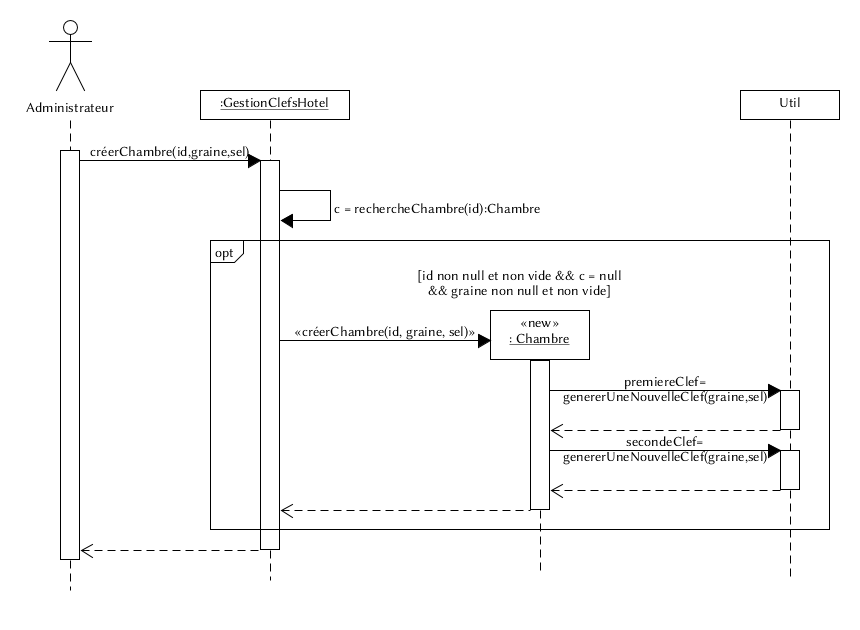 Administrateur
:GestionClefsHotel
Util
créerChambre(id,graine,sel)
c = rechercheChambre(id):Chambre
opt
[id non null et non vide && c = null
&& graine non null et non vide]
«créerChambre(id, graine, sel)»
«new»
: Chambre
premiereClef=
genererUneNouvelleClef(graine,sel)
secondeClef=
genererUneNouvelleClef(graine,sel)